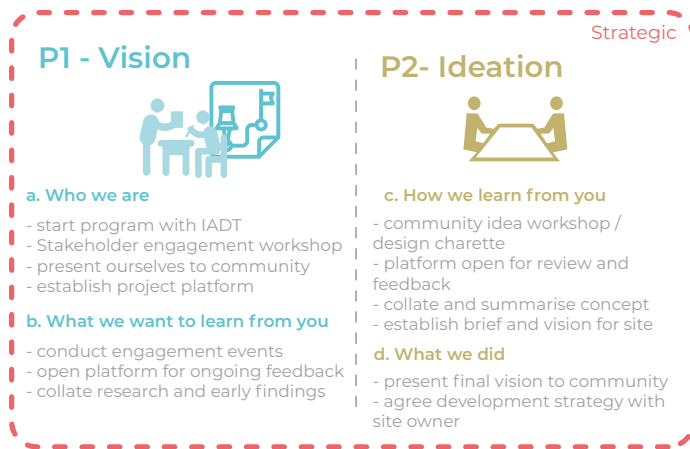 Strategic
P1 - Vision
a. Who we are
- start program with IADT
- Stakeholder engagement workshop
- present ourselves to community
- establish project platform
b. What we want to learn from you
- conduct engagement events
- open platform for ongoing feedback
- collate research and early findings
P2- Ideation
c. How we learn from you
- community idea workshop /
design charette
- platform open for review and
feedback
- collate and summarise concept
- establish brief and vision for site
d. What we did
- present final vision to community
- agree development strategy with
site owner